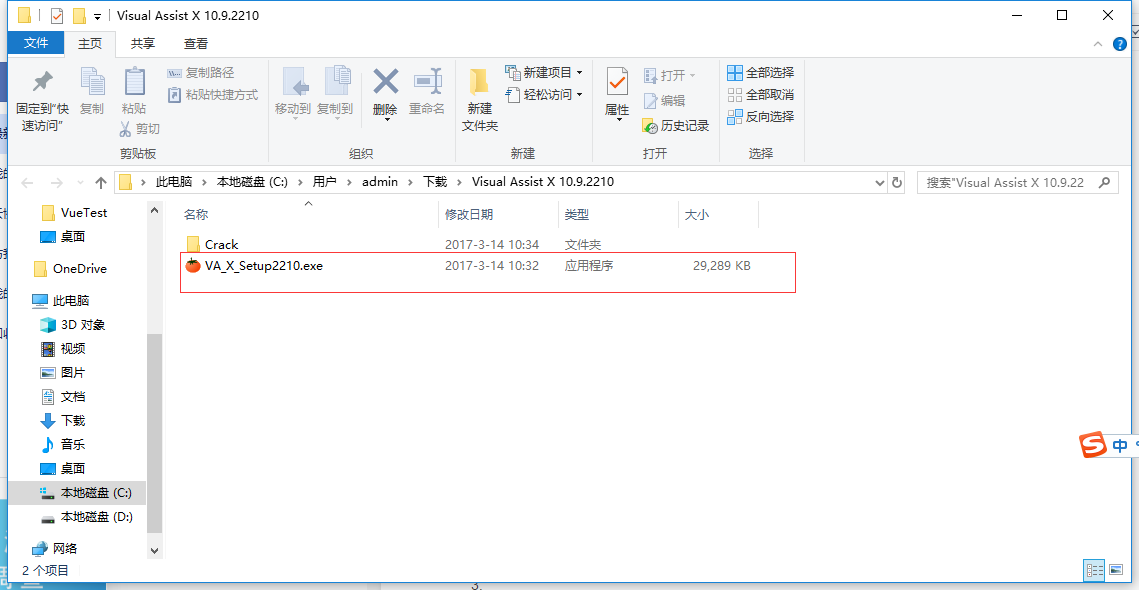 Visual Assist X 10.9.2210
文件 主页 共享 查看
固定到"快速访问"
复制
粘贴
复制路径
粘贴快捷方式
剪切
剪贴板
移动到
复制到
删除
重命名
组织
新建文件夹
新建项目
轻松访问
新建
属性
打开
编辑
历史记录
打开
全部选择
全部取消
反向选择
选择
此电脑 本地磁盘 (C:) 用户 admin 下载 Visual Assist X 10.9.2210
搜索"Visual Assist X 10.9.22
名称 修改日期 类型 大小
Crack 2017-3-14 10:34 文件夹
VA_X_Setup2210.exe 2017-3-14 10:32 应用程序 29,289 KB
VueTest
桌面
OneDrive
此电脑
3D 对象
视频
图片
文档
下载
音乐
桌面
本地磁盘 (C:)
本地磁盘 (D:)
网络
2 个项目
中
3.